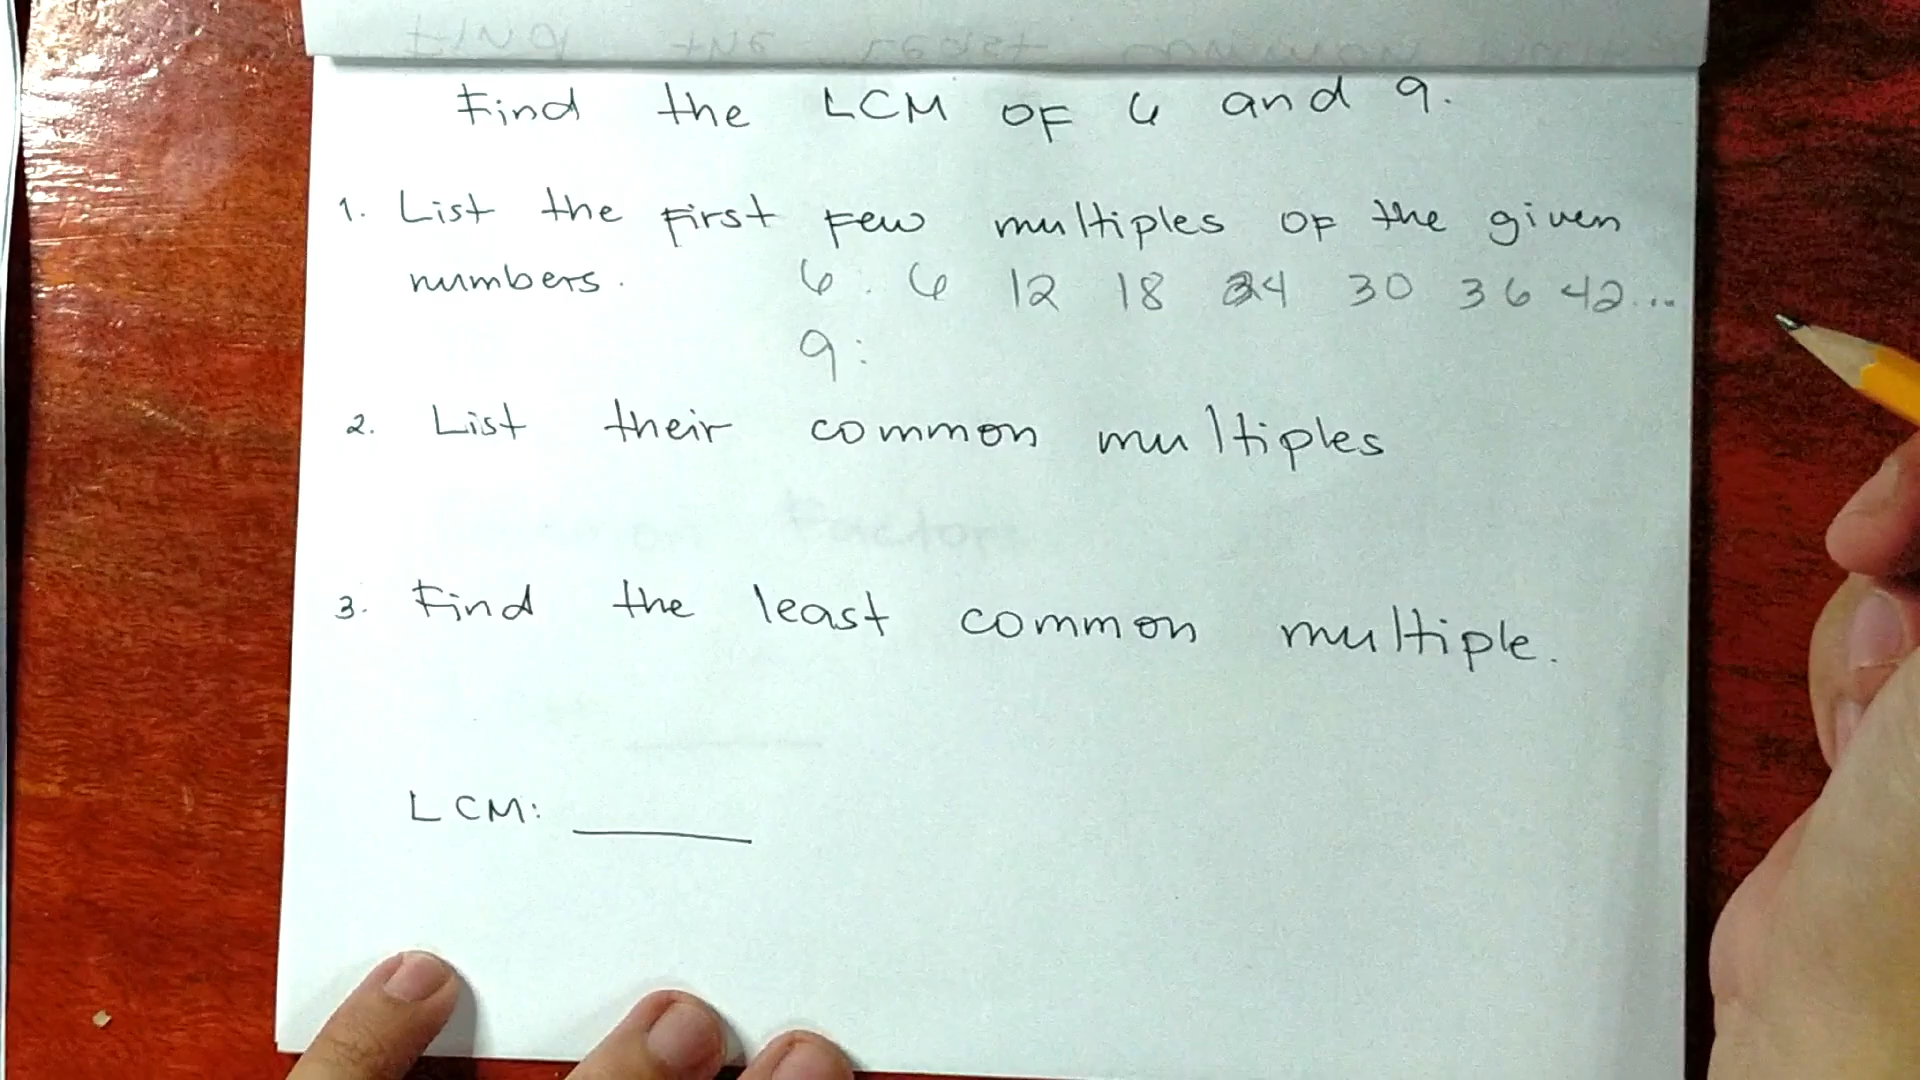 Find the LCM OF 6 and 9.
1. List the first few multiples of the given
numbers. 6: 6 12 18 24 30 36 42...
9:
2. List their common multiples
Factor
3. Find the least common multiple.
LCM: ______